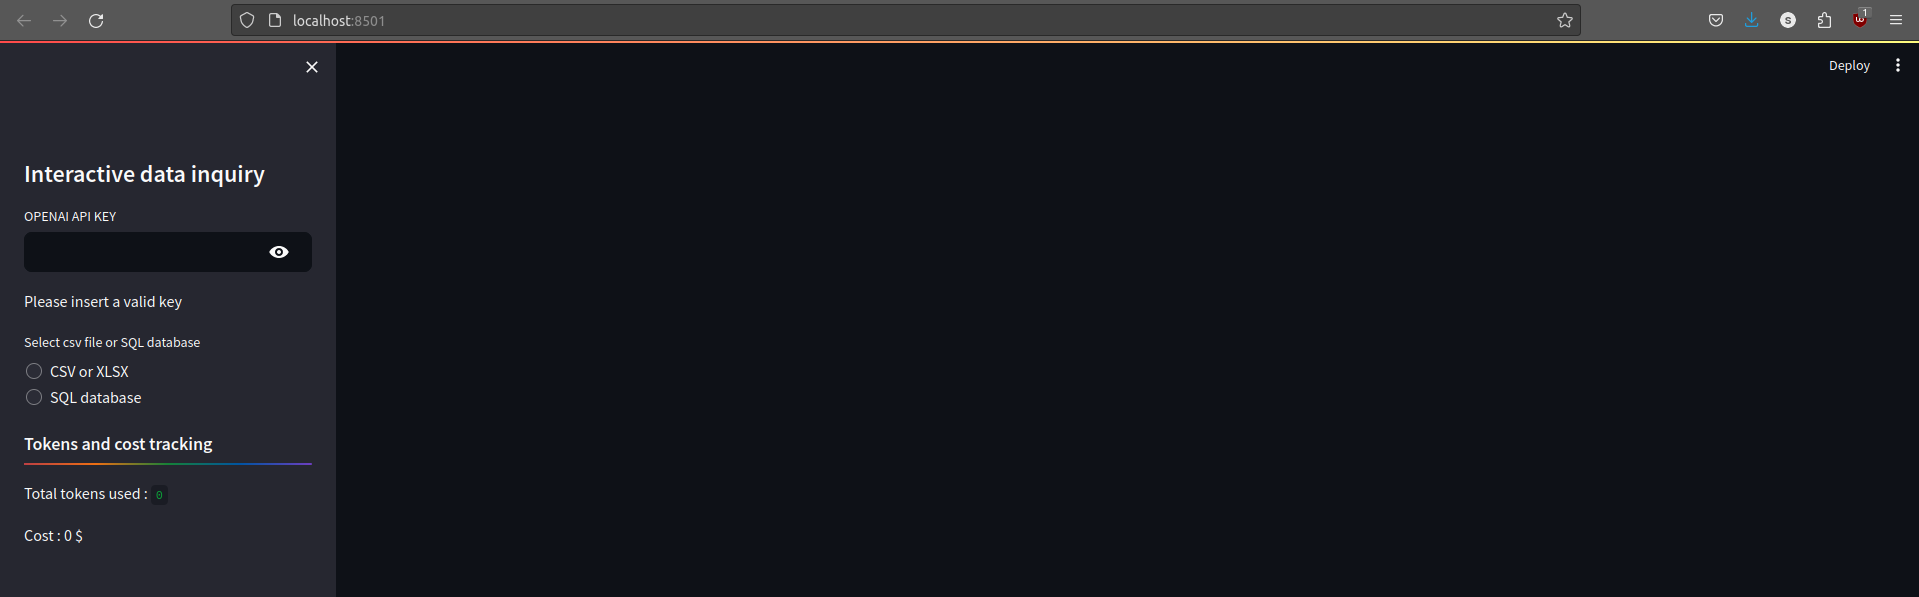 localhost:8501
S
1
Deploy
Interactive data inquiry
OPENAI API KEY
Please insert a valid key
Select csv file or SQL database
CSV or XLSX
SQL database
Tokens and cost tracking
Total tokens used : 0
Cost : 0 $